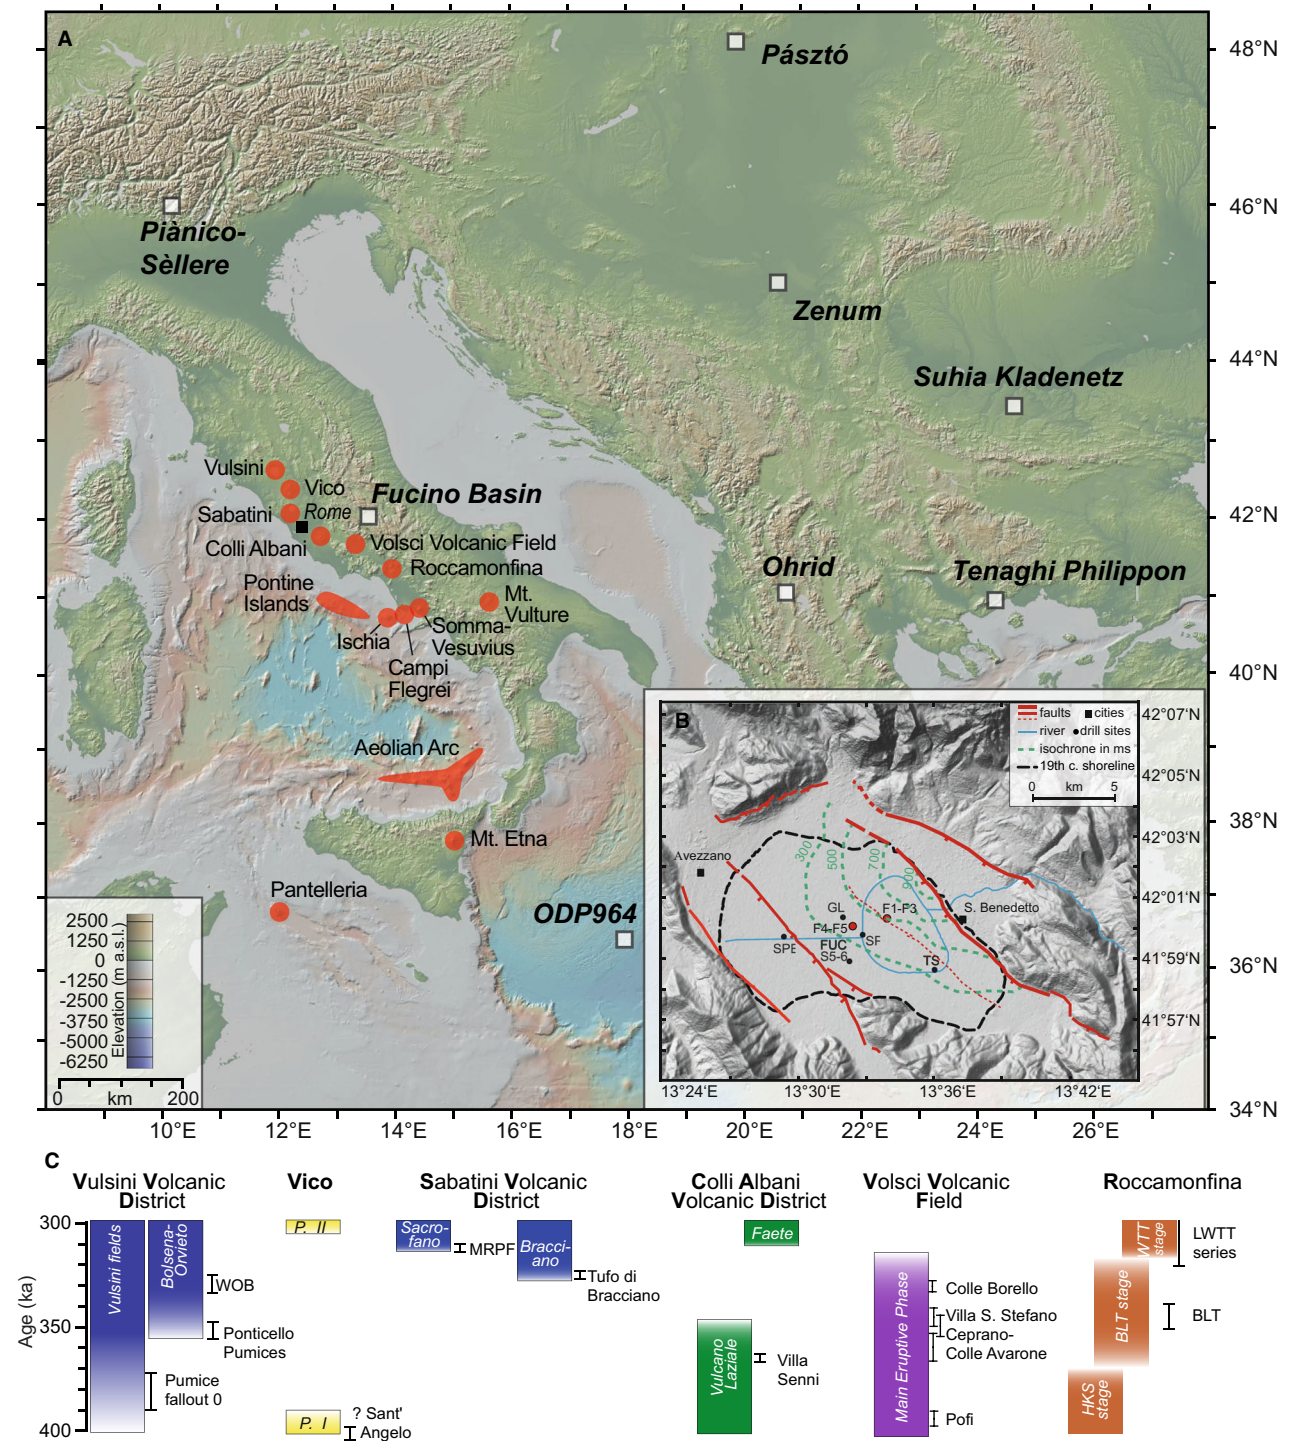 A
Pásztó
48°N
46°N
Piànico-
Sèllere
Zenum
44°N
Suhia Kladenetz
Vulsini
Vico
Fucino Basin
Sabatini
Rome
42°N
Colli Albani
Volsci Volcanic Field
Roccamonfina
Ohrid
Tenaghi Philippon
Pontine
Islands
Mt.
Vulture
Ischia
Somma-
Vesuvius
Campi
Flegrei
40°N
Aeolian Arc
Mt. Etna
38°N
Pantelleria
ODP964
36°N
34°N
2500
1250
0
-1250
-2500
-3750
-5000
-6250
Elevation (m a.s.l.)
0 km 200
10°E 12°E 14°E 16°E 18°E 20°E 22°E 24°E 26°E
B
faults cities
river drill sites
isochrone in ms
19th c. shoreline
0 km 5
42°07'N
42°05'N
42°03'N
42°01'N
41°59'N
41°57'N
Avezzano
300
500
700
900
GL
F1-F3
S. Benedetto
F4-F5
FUC
SF
SPE
S5-6
TS
13°24'E 13°30'E 13°36'E 13°42'E
C
Vulsini Volcanic
District
Vico
Sabatini Volcanic
District
Colli Albani
Volcanic District
Volsci Volcanic
Field
Roccamonfina
Age (ka)
300
350
400
Vulsini fields
Bolsena-
Orvieto
WOB
Ponticello
Pumices
Pumice
fallout 0
P. II
P. I
? Sant'
Angelo
Sacro-
fano
MRPF
Bracci-
ano
Tufo di
Bracciano
Faete
Vulcano
Laziale
Villa
Senni
Main Eruptive Phase
Colle Borello
Villa S. Stefano
Ceprano-
Colle Avarone
Pofi
WTT
stage
LWTT
series
BLT stage
BLT
HKS
stage